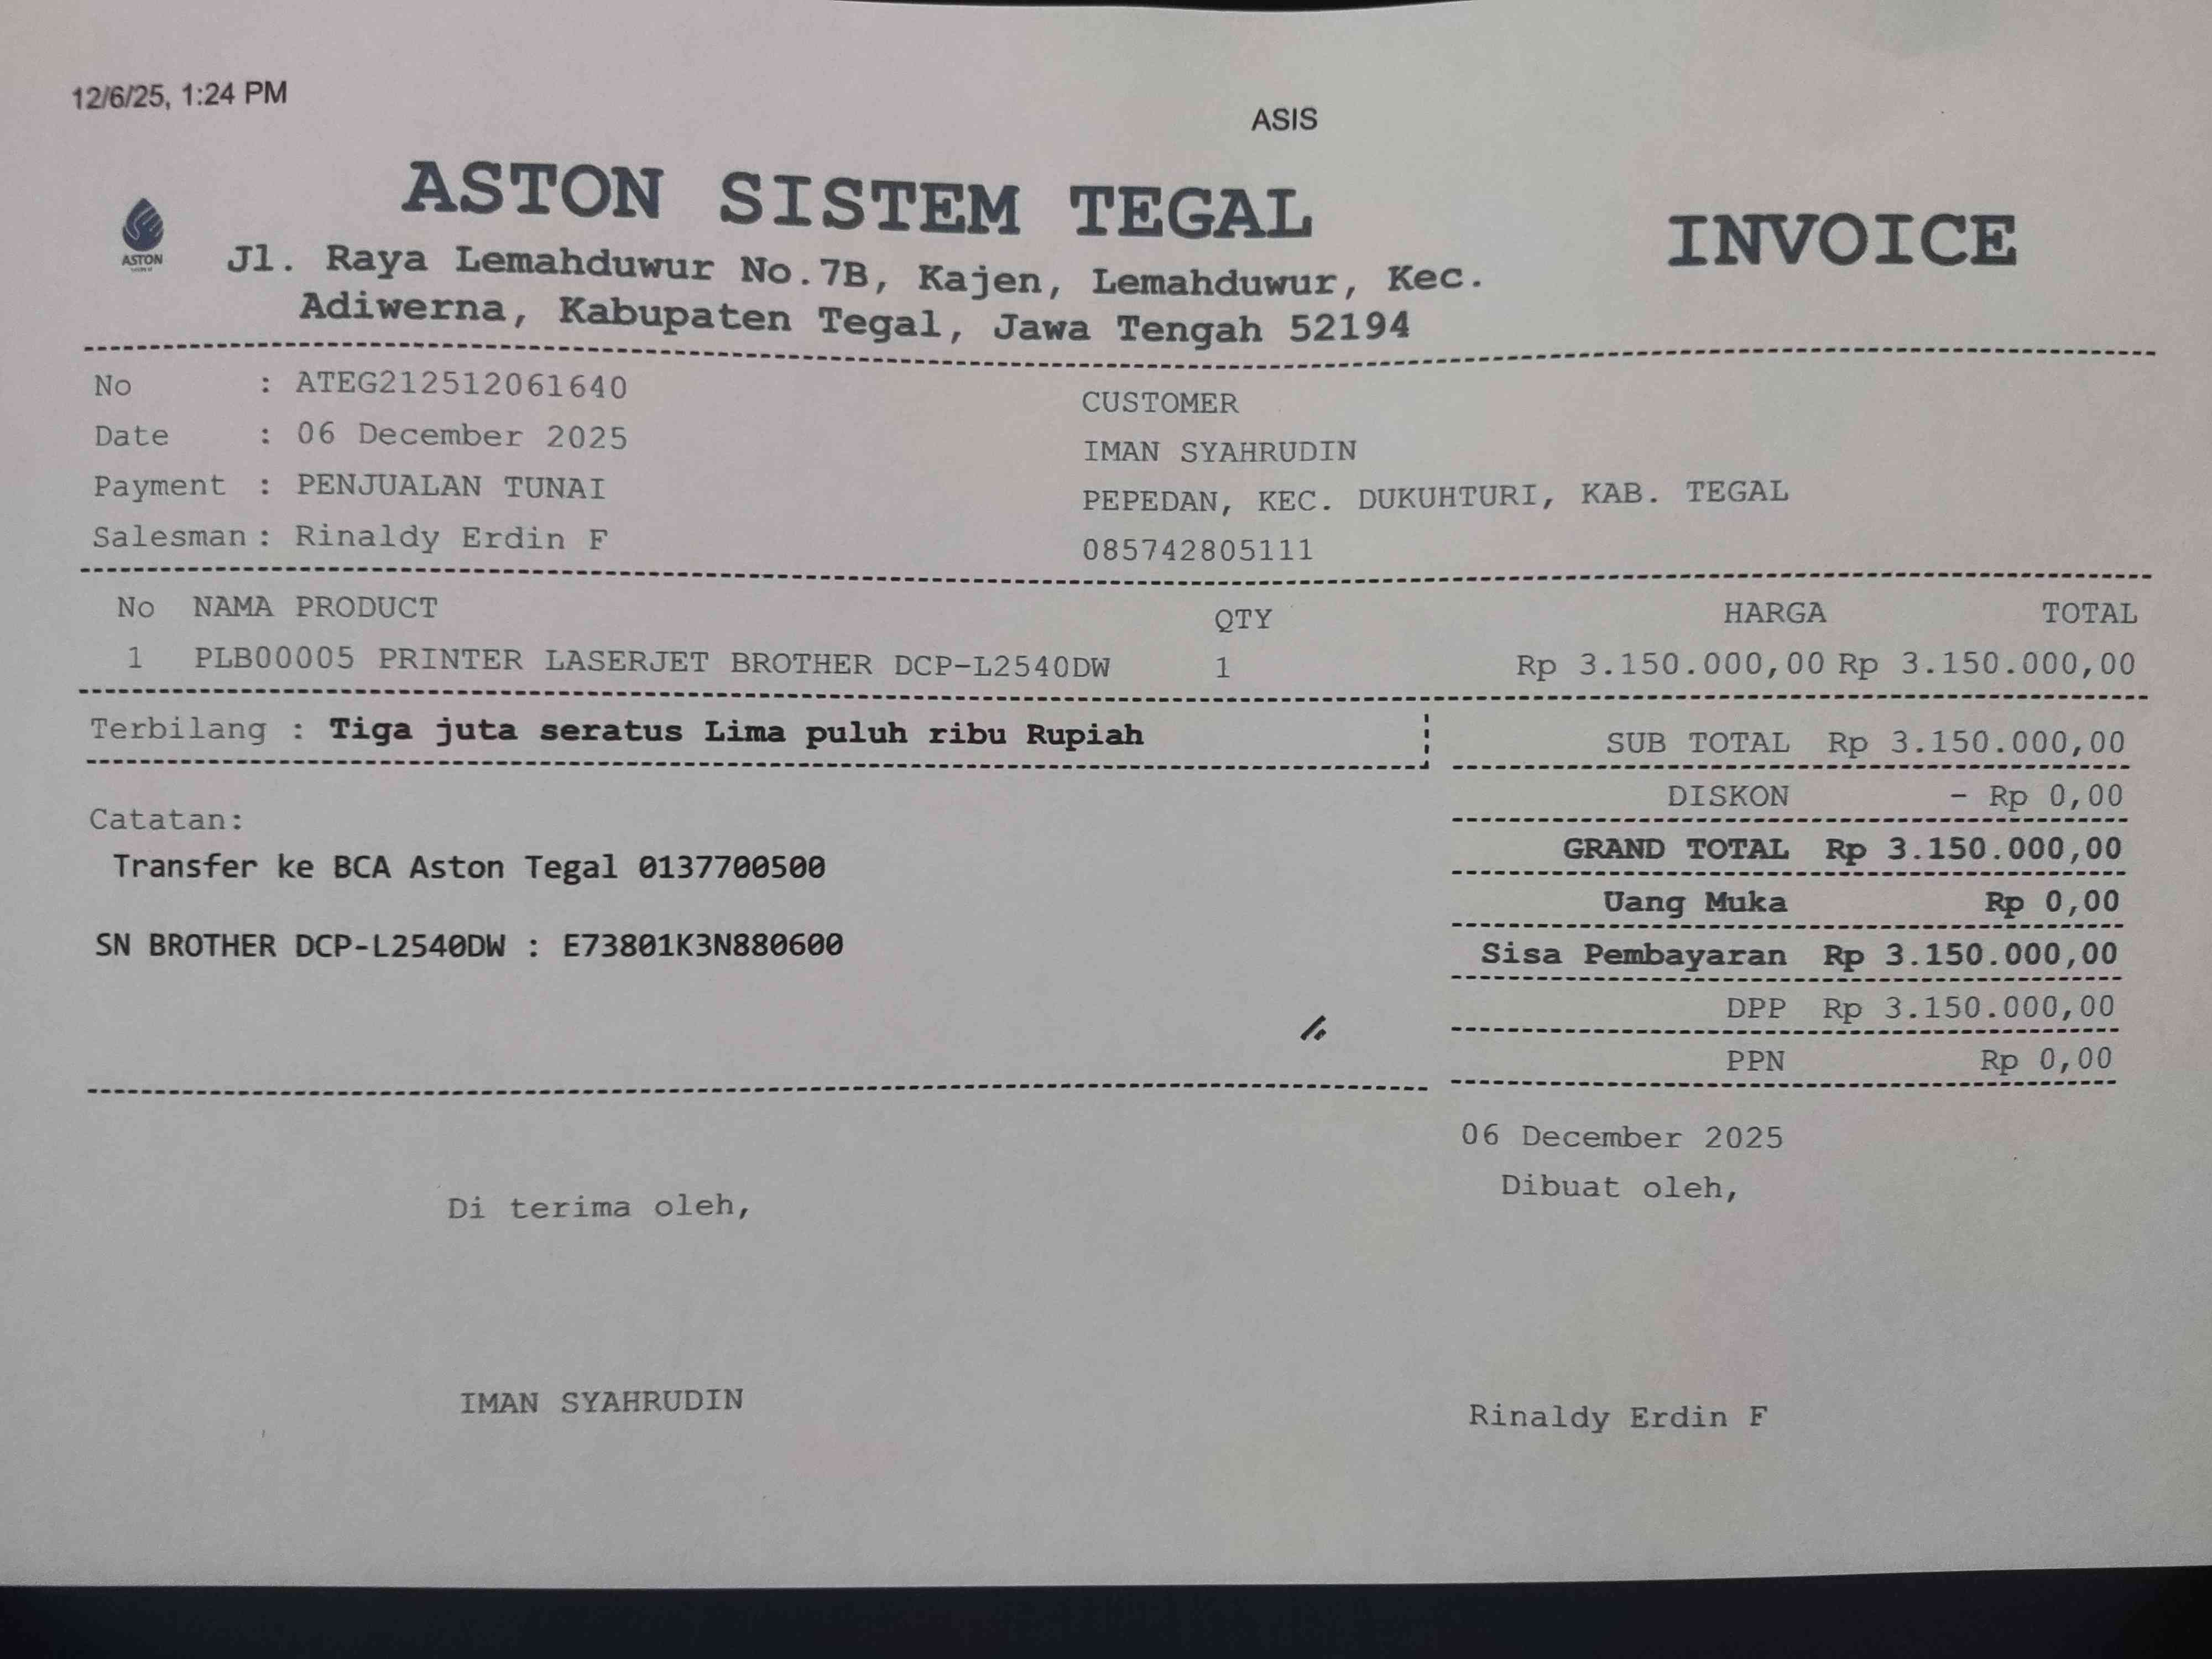 12/6/25, 1:24 PM
ASIS
ASTON SISTEM TEGAL
INVOICE
ASTON
Jl. Raya Lemahduwur No.7B, Kajen, Lemahduwur, Kec.
Adiwerna, Kabupaten Tegal, Jawa Tengah 52194
No : ATEG212512061640
Date : 06 December 2025
Payment : PENJUALAN TUNAI
Salesman : Rinaldy Erdin F
CUSTOMER
IMAN SYAHRUDIN
PEPEDAN, KEC. DUKUHTURI, KAB. TEGAL
085742805111
No NAMA PRODUCT QTY HARGA TOTAL
1 PLB00005 PRINTER LASERJET BROTHER DCP-L2540DW 1 Rp 3.150.000,00 Rp 3.150.000,00
Terbilang : Tiga juta seratus Lima puluh ribu Rupiah
Catatan:
Transfer ke BCA Aston Tegal 0137700500
SN BROTHER DCP-L2540DW : E73801K3N880600
SUB TOTAL Rp 3.150.000,00
DISKON - Rp 0,00
GRAND TOTAL Rp 3.150.000,00
Uang Muka Rp 0,00
Sisa Pembayaran Rp 3.150.000,00
DPP Rp 3.150.000,00
PPN Rp 0,00
06 December 2025
Di terima oleh,
Dibuat oleh,
IMAN SYAHRUDIN
Rinaldy Erdin F